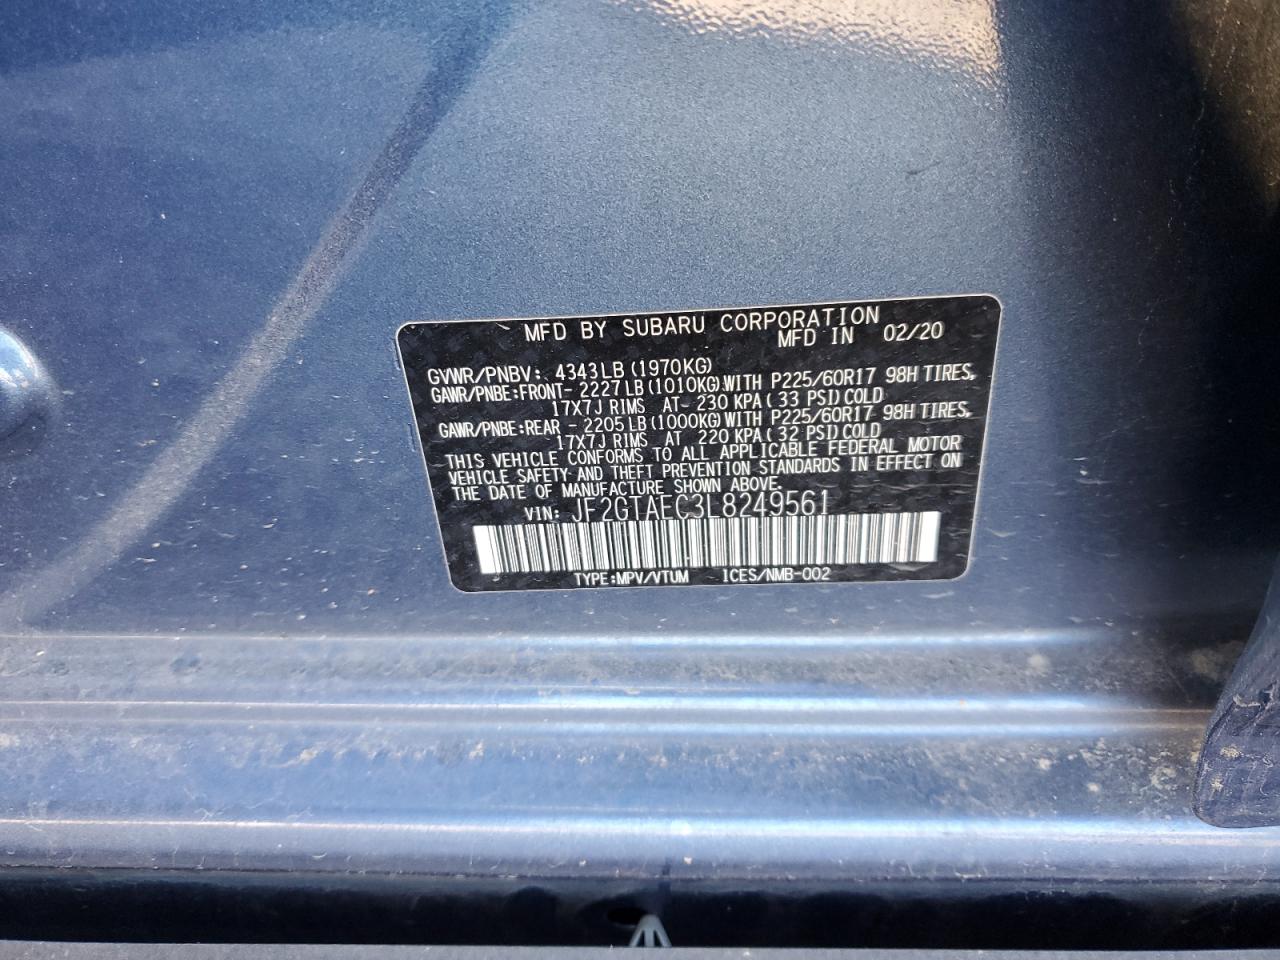 MFD BY SUBARU CORPORATION
MFD IN 02/20
GVWR/PNBV: 4343LB(1970KG)
GAWR/PNBE:FRONT-2227LB(1010KG)WITH P225/60R17 98H TIRES,
17X7J RIMS AT 230 KPA(33 PSI)COLD
GAWR/PNBE:REAR - 2205LB(1000KG)WITH P225/60R17 98H TIRES,
17X7J RIMS AT 220 KPA(32 PSI)COLD
THIS VEHICLE CONFORMS TO ALL APPLICABLE FEDERAL MOTOR
VEHICLE SAFETY AND THEFT PREVENTION STANDARDS IN EFFECT ON
THE DATE OF MANUFACTURE SHOWN ABOVE.
VIN: JF2GTAEC3L8249561
TYPE:MPV/VTUM ICES/NMB-002